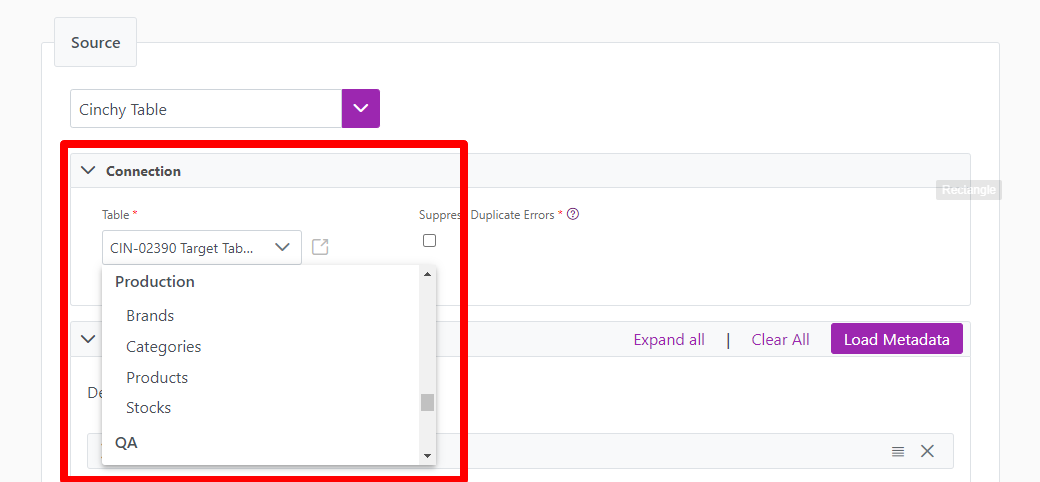 Source
Cinchy Table
Connection
Rectangle
Table *
Suppress Duplicate Errors *
CIN-02390 Target Tab...
Production
Brands
Expand all | Clear All Load Metadata
Categories
Products
De
Stocks
QA